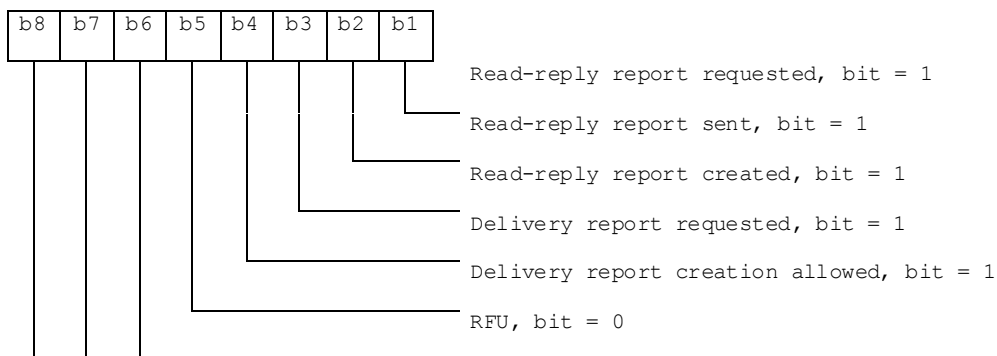 b8 b7 b6 b5 b4 b3 b2 b1
Read-reply report requested, bit = 1
Read-reply report sent, bit = 1
Read-reply report created, bit = 1
Delivery report requested, bit = 1
Delivery report creation allowed, bit = 1
RFU, bit = 0